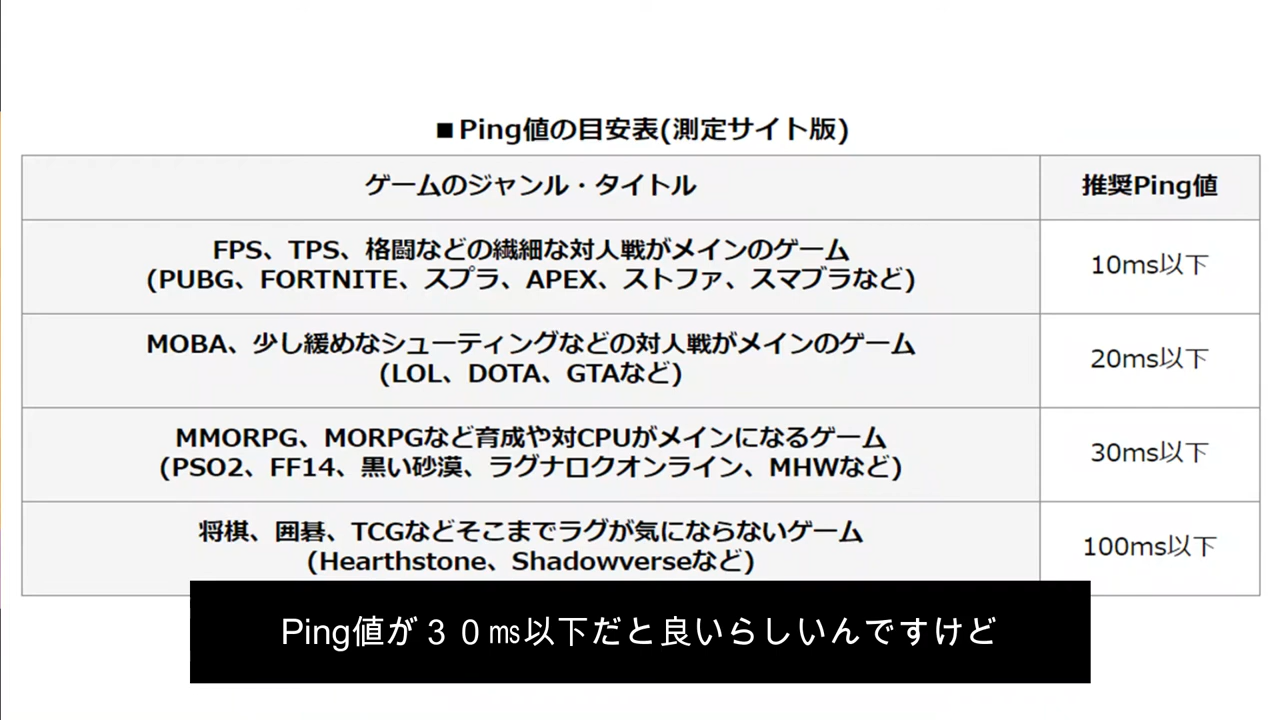 ■Ping値の目安表(測定サイト版)
ゲームのジャンル・タイトル
推奨Ping値
FPS、TPS、格闘などの繊細な対人戦がメインのゲーム
(PUBG、FORTNITE、スプラ、APEX、ストファ、スマブラなど)
10ms以下
MOBA、少し緩めなシューティングなどの対人戦がメインのゲーム
(LOL、DOTA、GTAなど)
20ms以下
MMORPG、MORPGなど育成や対CPUがメインになるゲーム
(PSO2、FF14、黒い砂漠、ラグナロクオンライン、MHWなど)
30ms以下
将棋、囲碁、TCGなどそこまでラグが気にならないゲーム
(Hearthstone、Shadowverseなど)
100ms以下
Ping値が３０㎳以下だと良いらしいんですけど